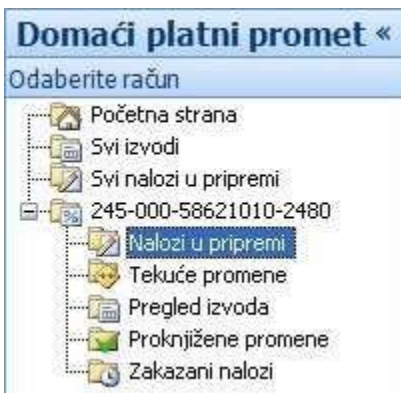 Domaći platni promet «
Odaberite račun
Početna strana
Svi izvodi
Svi nalozi u pripremi
245-000-58621010-2480
Nalozi u pripremi
Tekuće promene
Pregled izvoda
Proknjižene promene
Zakazani nalozi